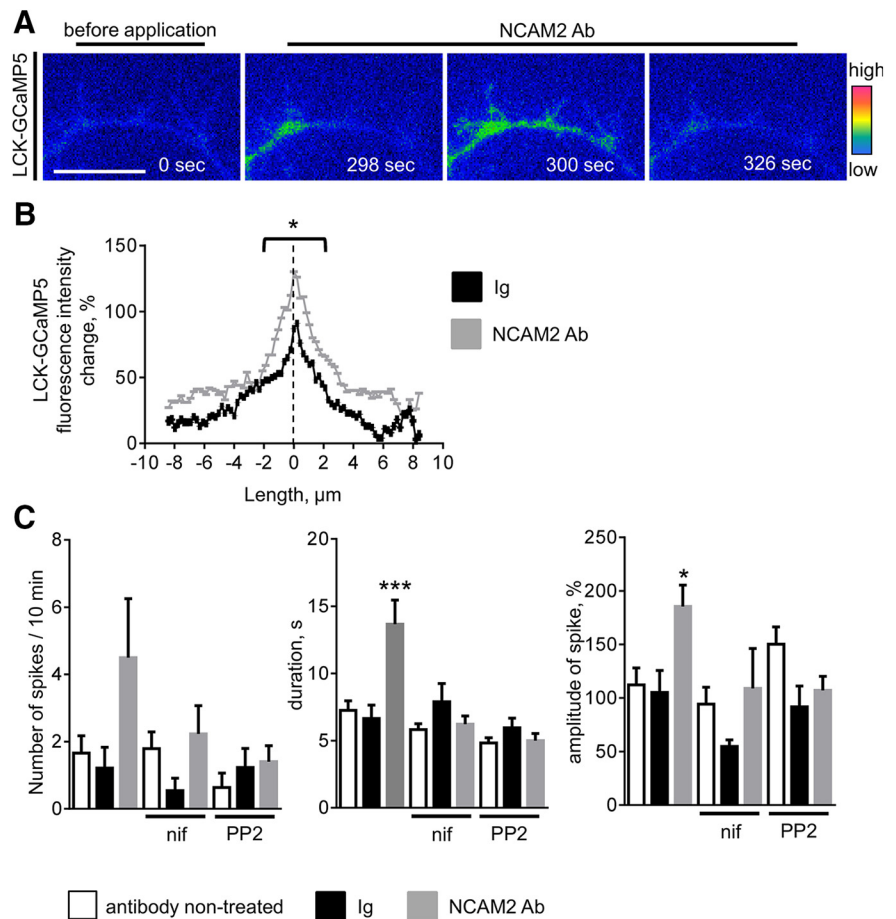 A
before application
NCAM2 Ab
LCK-GCaMP5
0 sec
298 sec
300 sec
326 sec
high
low
B
*
LCK-GCaMP5
fluorescence intensity
change, %
150
100
50
0
-10 -8 -6 -4 -2 0 2 4 6 8 10
Length, µm
Ig
NCAM2 Ab
C
Number of spikes / 10 min
8
6
4
2
0
nif PP2
duration, s
20
15
10
5
0
***
nif PP2
amplitude of spike, %
250
200
150
100
50
0
*
nif PP2
antibody non-treated Ig NCAM2 Ab